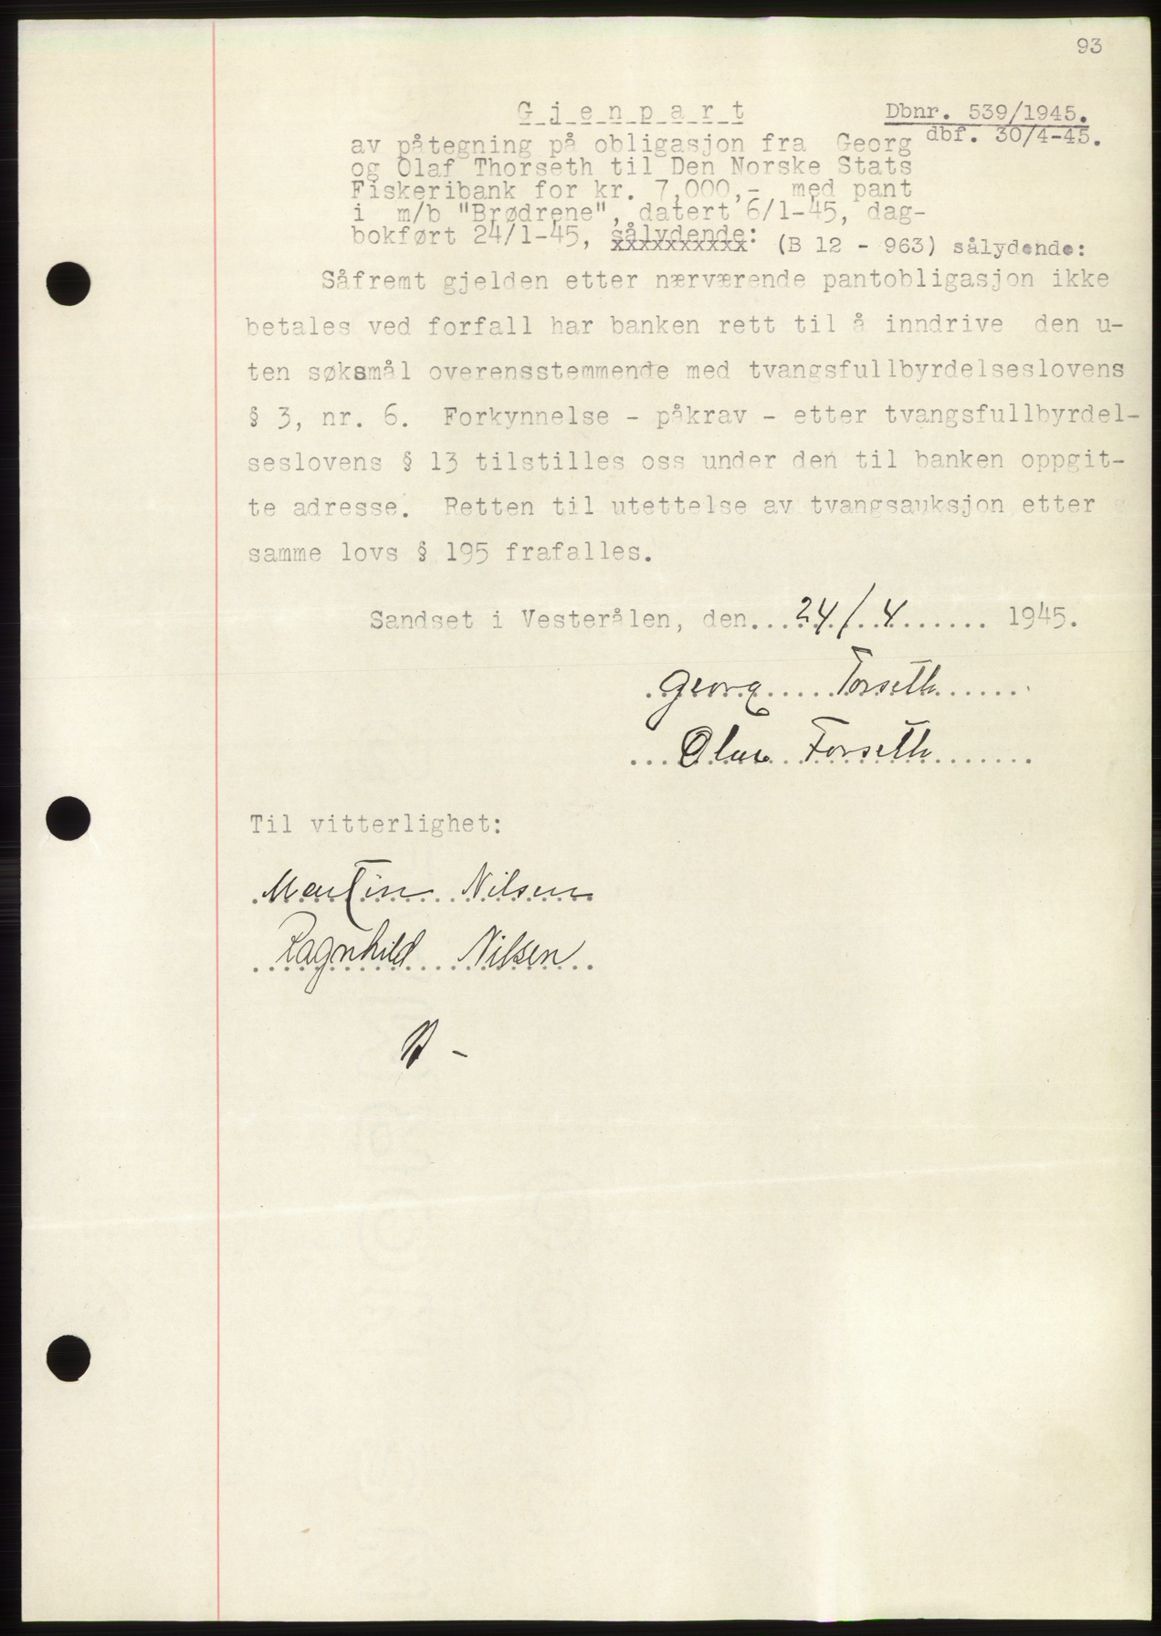 93
G j e n p a r t
Dbnr. 539/1945.
dbf. 30/4-45.
av påtegning på obligasjon fra Georg
og Olaf Thorseth til Den Norske Stats
Fiskeribank for kr. 7,000,- med pant
i m/b "Brødrene", datert 6/1-45, dag-
bokført 24/1-45, sålydende: (B 12 - 963) sålydende:
Såfremt gjelden etter nærværende pantobligasjon ikke
betales ved forfall har banken rett til å inndrive den u-
ten søksmål overensstemmende med tvangsfullbyrdelseslovens
§ 3, nr. 6. Forkynnelse - påkrav - etter tvangsfullbyrdel-
seslovens § 13 tilstilles oss under den til banken oppgit-
te adresse. Retten til utettelse av tvangsauksjon etter
samme lovs § 195 frafalles.
Sandset i Vesterålen, den...24/4...... 1945.
Georg Torseth
Olav Forseth
Til vitterlighet:
Martin Nilsen
Ragnhild Nilsen